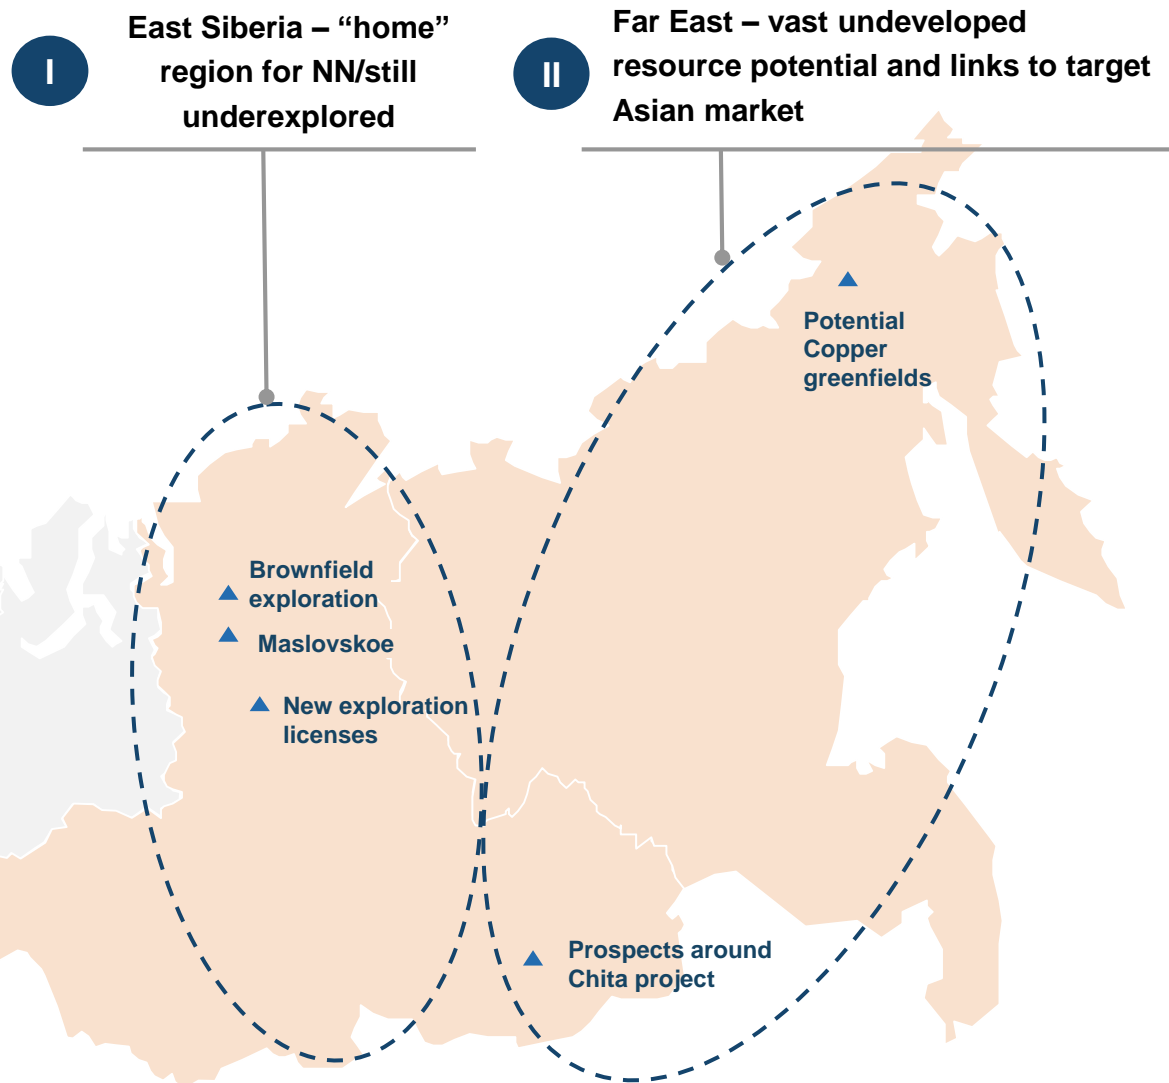 I
East Siberia – “home”
region for NN/still
underexplored
II
Far East – vast undeveloped
resource potential and links to target
Asian market
Potential
Copper
greenfields
Brownfield
exploration
Maslovskoe
New exploration
licenses
Prospects around
Chita project